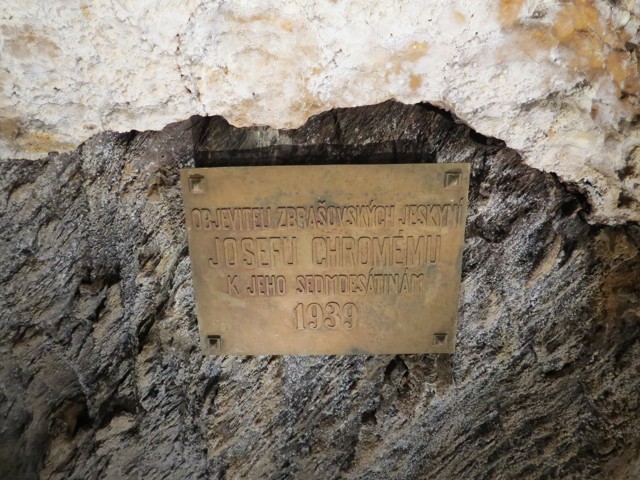 OBJEVITELI ZBRAŠOVSKÝCH JESKYNÍ
JOSEFU CHROMÉMU
K JEHO SEDMDESÁTINÁM
1939